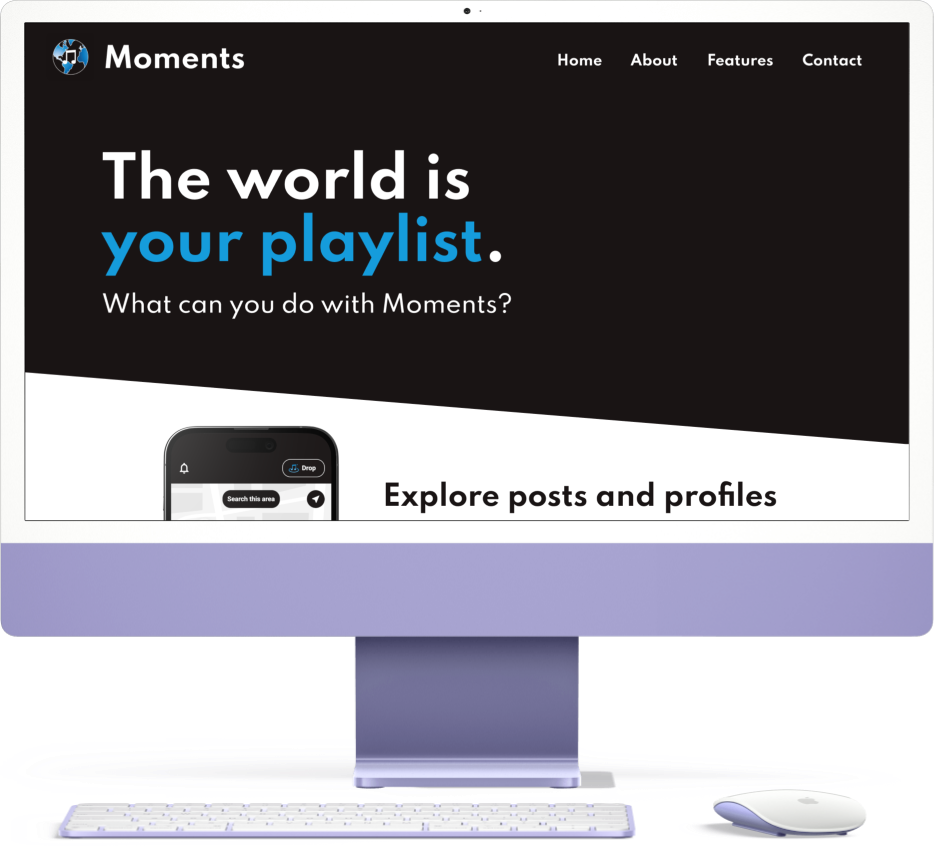 Moments
Home About Features Contact
The world is
your playlist.
What can you do with Moments?
Drop
Search this area
Explore posts and profiles